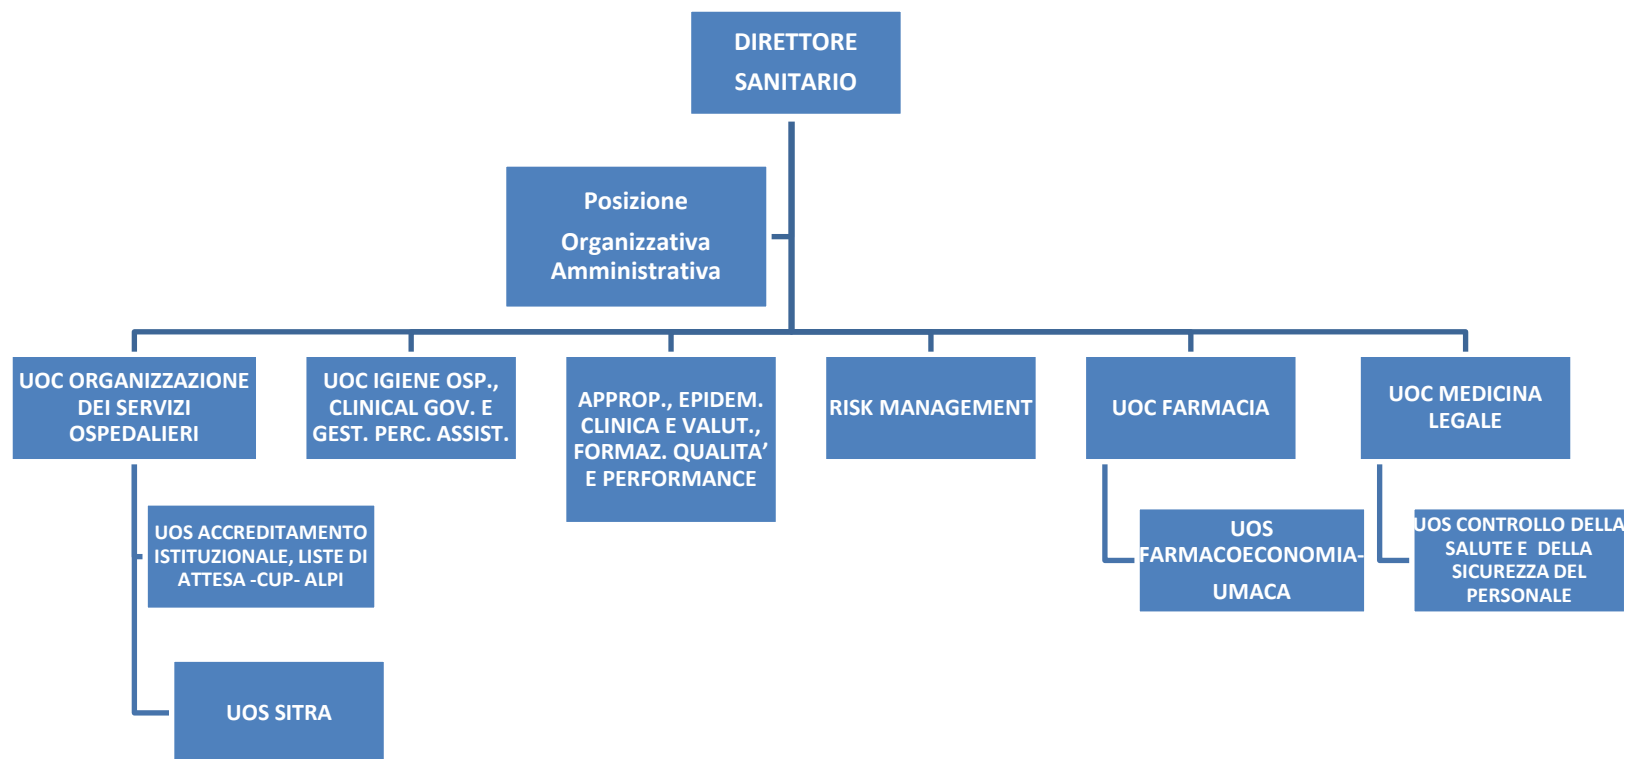 DIRETTORE
SANITARIO
Posizione
Organizzativa
Amministrativa
UOC ORGANIZZAZIONE
DEI SERVIZI
OSPEDALIERI
UOC IGIENE OSP.,
CLINICAL GOV. E
GEST. PERC. ASSIST.
APPROP., EPIDEM.
CLINICA E VALUT.,
FORMAZ. QUALITA’
E PERFORMANCE
RISK MANAGEMENT
UOC FARMACIA
UOC MEDICINA
LEGALE
UOS ACCREDITAMENTO
ISTITUZIONALE, LISTE DI
ATTESA -CUP- ALPI
UOS
FARMACOECONOMIA-
UMACA
UOS CONTROLLO DELLA
SALUTE E DELLA
SICUREZZA DEL
PERSONALE
UOS SITRA